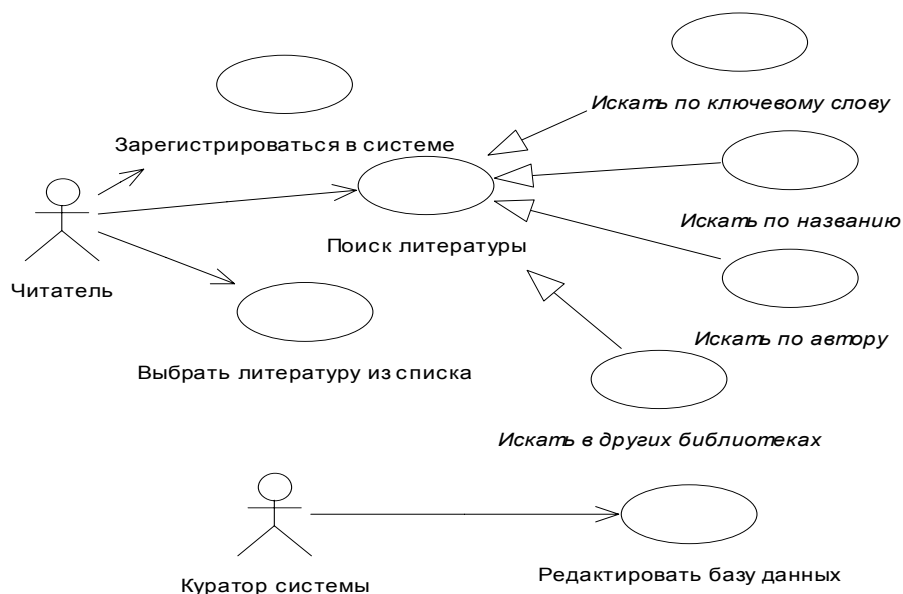 Искать по ключевому слову
Зарегистрироваться в системе
Искать по названию
Поиск литературы
Читатель
Искать по автору
Выбрать литературу из списка
Искать в других библиотеках
Редактировать базу данных
Куратор системы